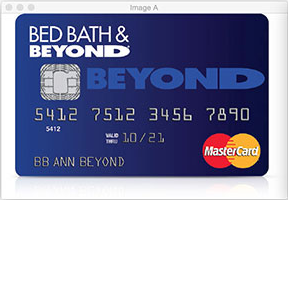 Image A
BED BATH &
BEYOND
BEYOND
5412 7512 3456 7890
5412
VALID THRU 10/21
BB ANN BEYOND
MasterCard